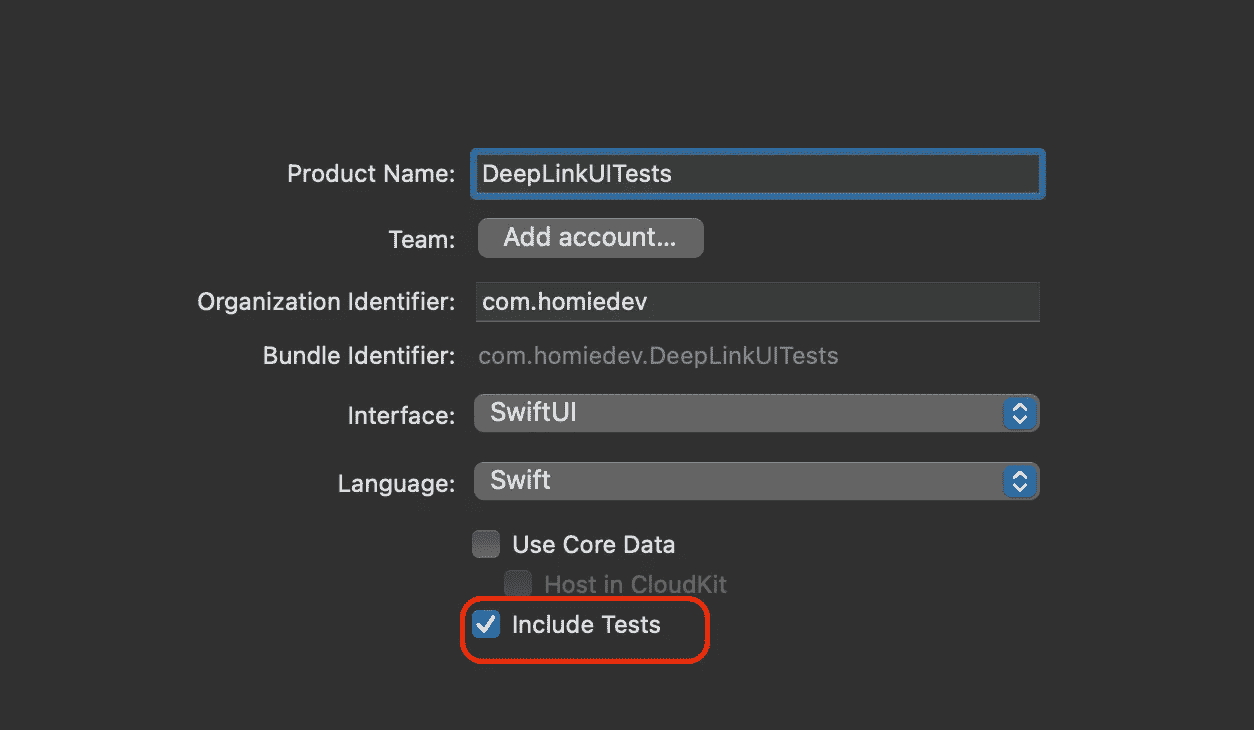 Product Name: DeepLinkUITests
Team: Add account...
Organization Identifier: com.homiedev
Bundle Identifier: com.homiedev.DeepLinkUITests
Interface: SwiftUI
Language: Swift
Use Core Data
Host in CloudKit
Include Tests